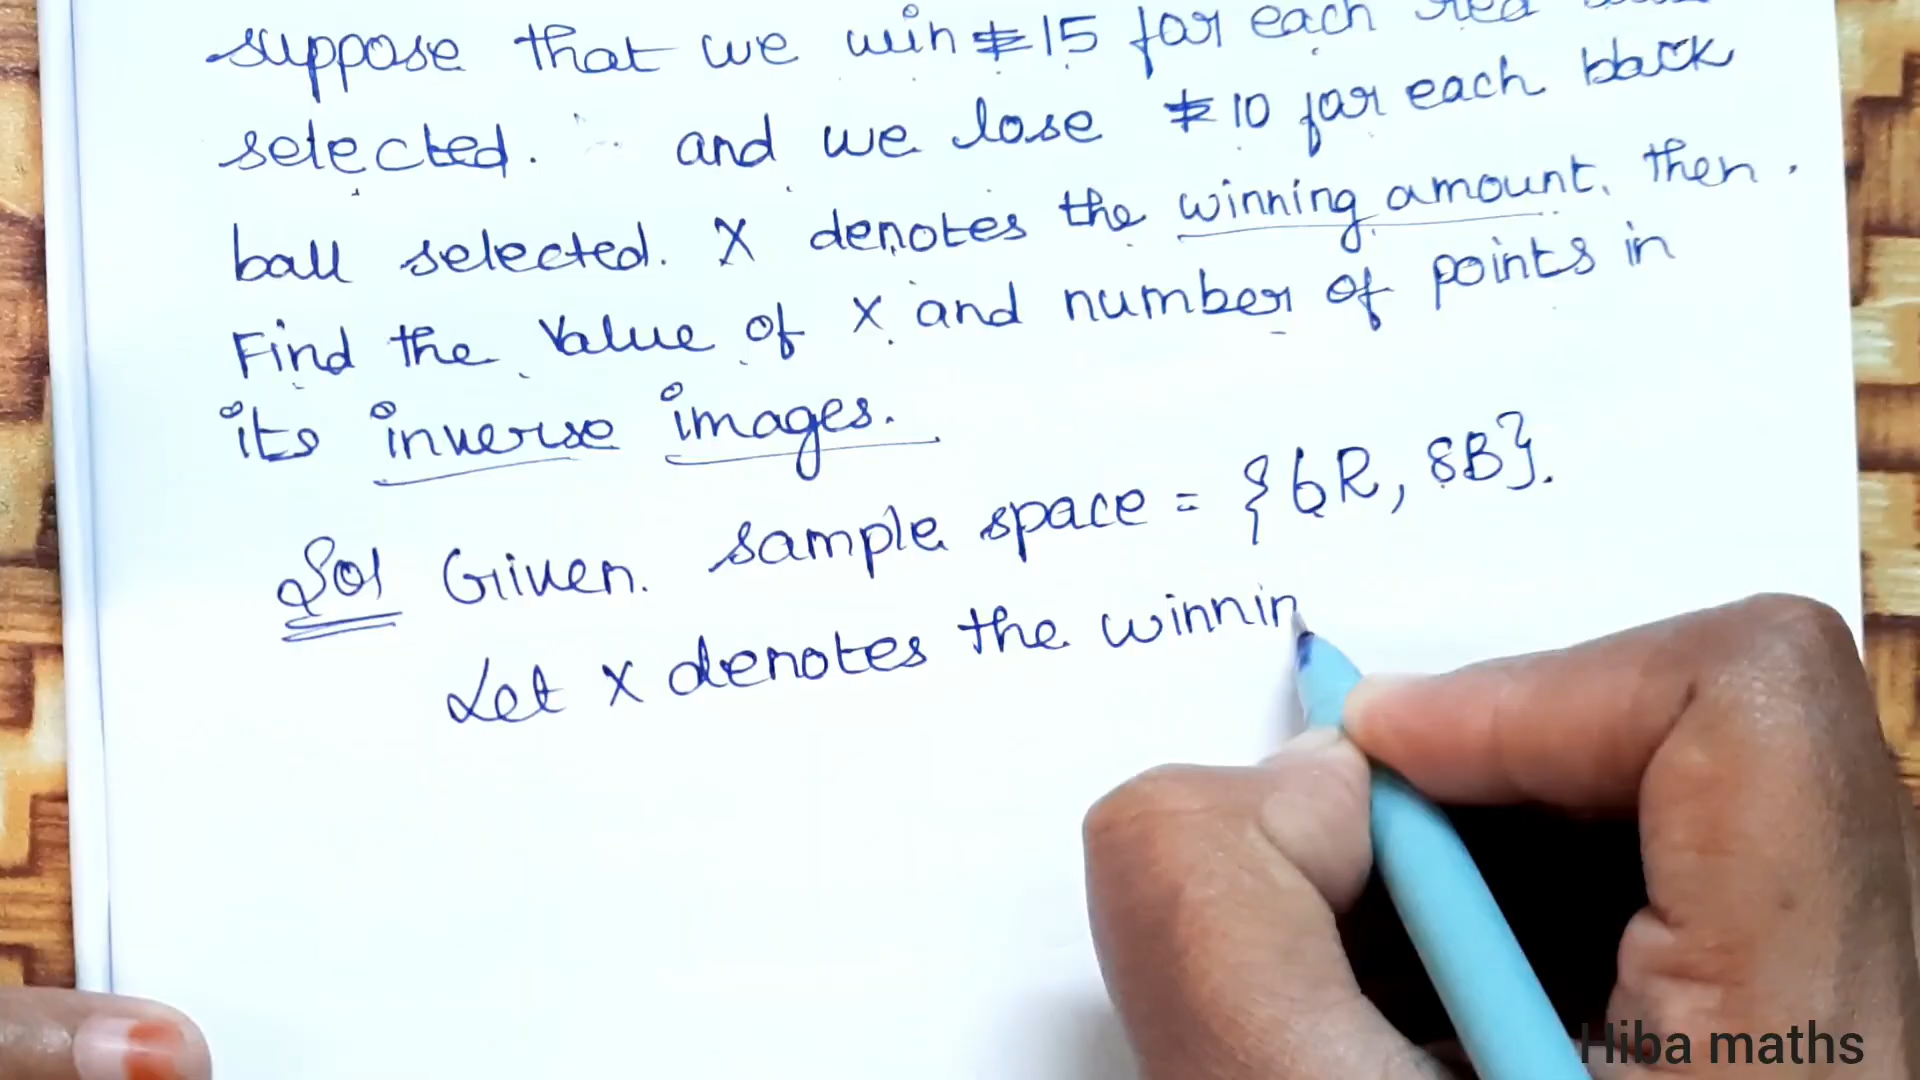 suppose that we win ₹15 for each red
selected. and we lose ₹10 for each black
ball selected. X denotes the winning amount. then.
Find the Value of X and number of points in
its inverse images.
Sol Given. sample space = {6R, 8B}.
Let X denotes the winnin
Hiba maths